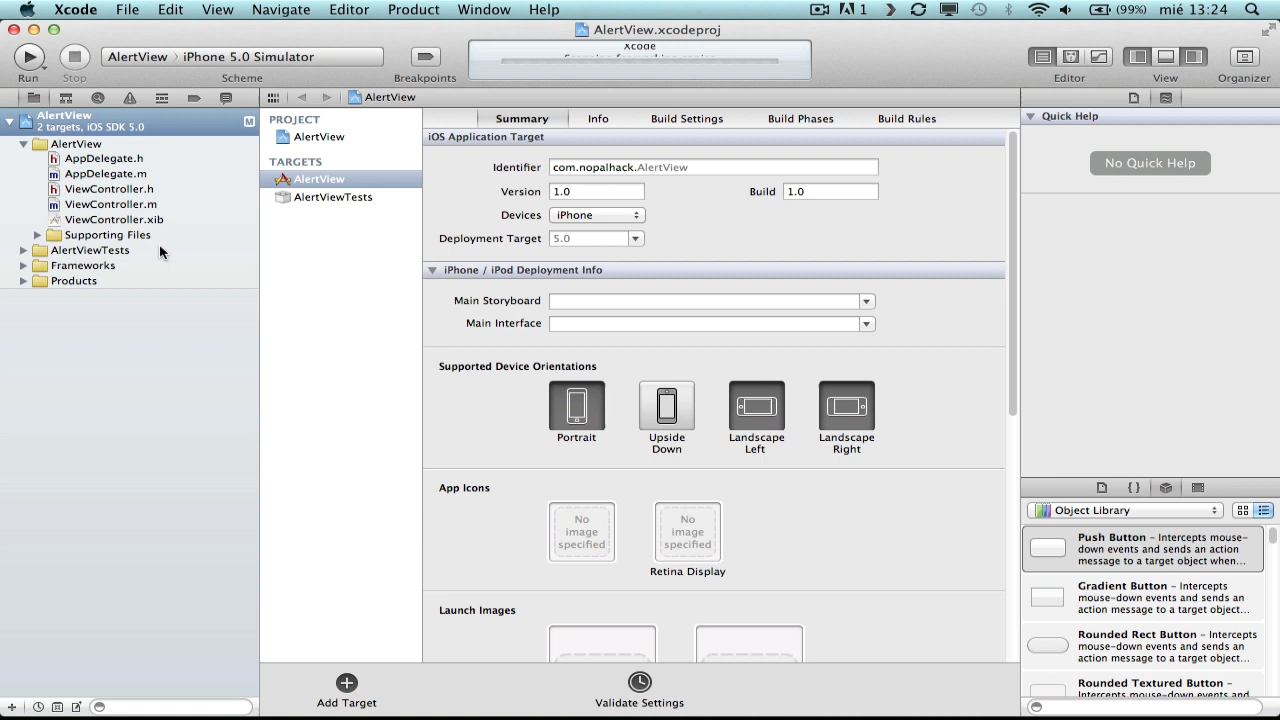 Xcode File Edit View Navigate Editor Product Window Help 1 (99%) mié 13:24
AlertView.xcodeproj
AlertView › iPhone 5.0 Simulator
Xcode
Run Stop Scheme Breakpoints Editor View Organizer
AlertView
2 targets, iOS SDK 5.0
M
AlertView
AppDelegate.h
AppDelegate.m
ViewController.h
ViewController.m
ViewController.xib
Supporting Files
AlertViewTests
Frameworks
Products
AlertView
PROJECT
AlertView
TARGETS
AlertView
AlertViewTests
Summary Info Build Settings Build Phases Build Rules
iOS Application Target
Identifier com.nopalhack.AlertView
Version 1.0 Build 1.0
Devices iPhone
Deployment Target 5.0
iPhone / iPod Deployment Info
Main Storyboard
Main Interface
Supported Device Orientations
Portrait
Upside
Down
Landscape
Left
Landscape
Right
App Icons
No
image
specified
No
image
specified
Retina Display
Launch Images
Add Target
Validate Settings
Quick Help
No Quick Help
{}
Object Library
Push Button – Intercepts mouse-
down events and sends an action
message to a target object when...
Gradient Button – Intercepts
mouse-down events and sends an
action message to a target object...
Rounded Rect Button – Intercepts
mouse-down events and sends an
action message to a target object...
Rounded Textured Button –
Intercepts mouse-down events and